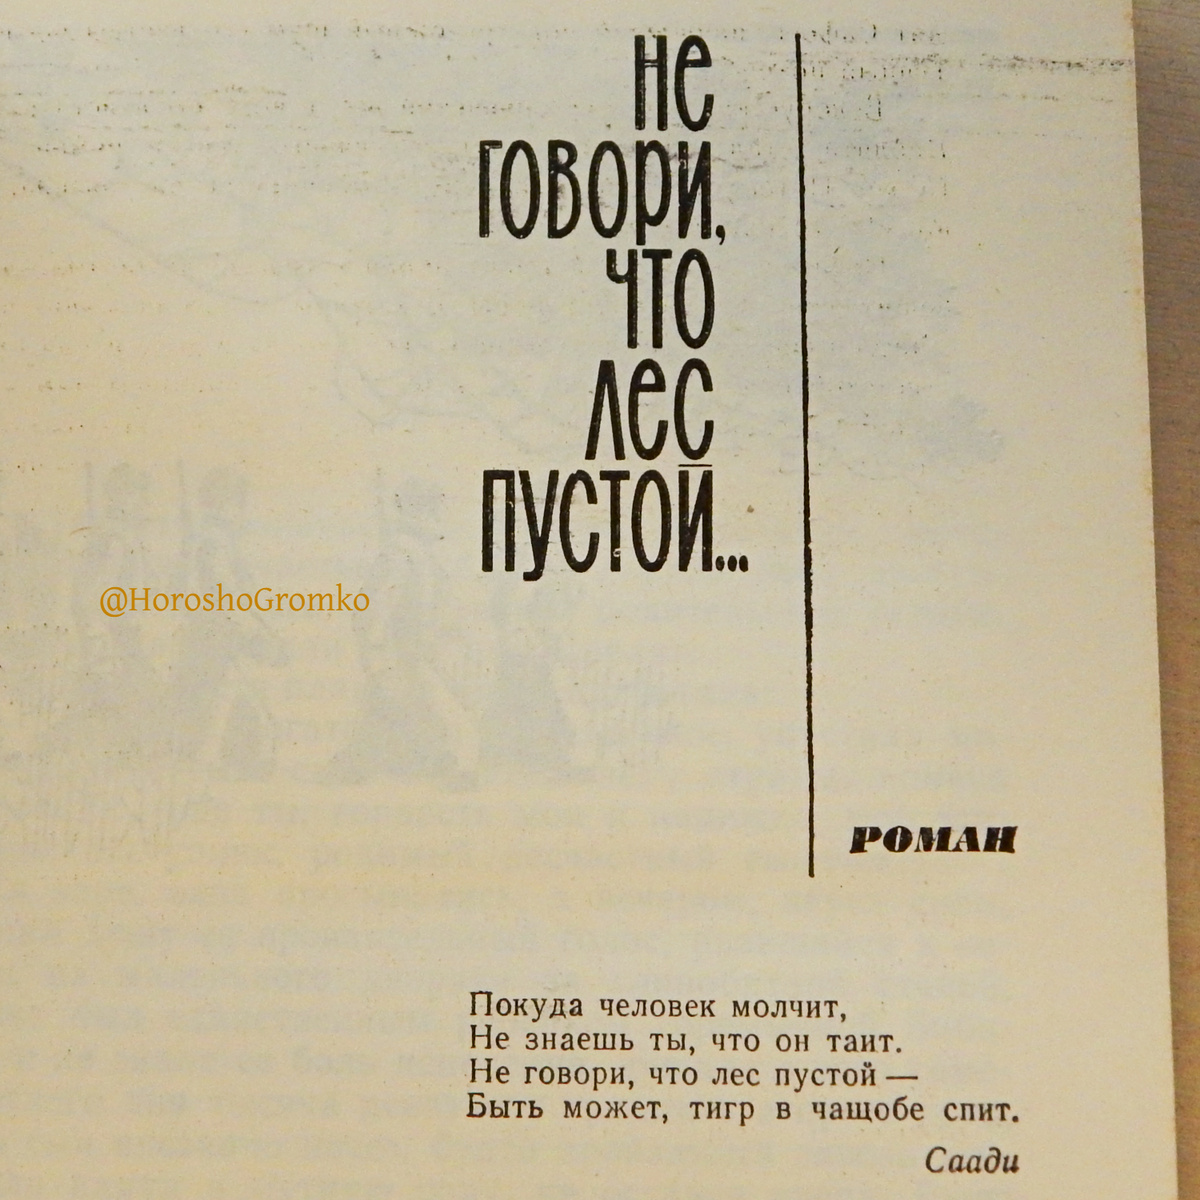 не
говори,
что
лес
пустой...
@HoroshoGromko
РОМАН
Покуда человек молчит,
Не знаешь ты, что он таит.
Не говори, что лес пустой —
Быть может, тигр в чащобе спит.
Саади